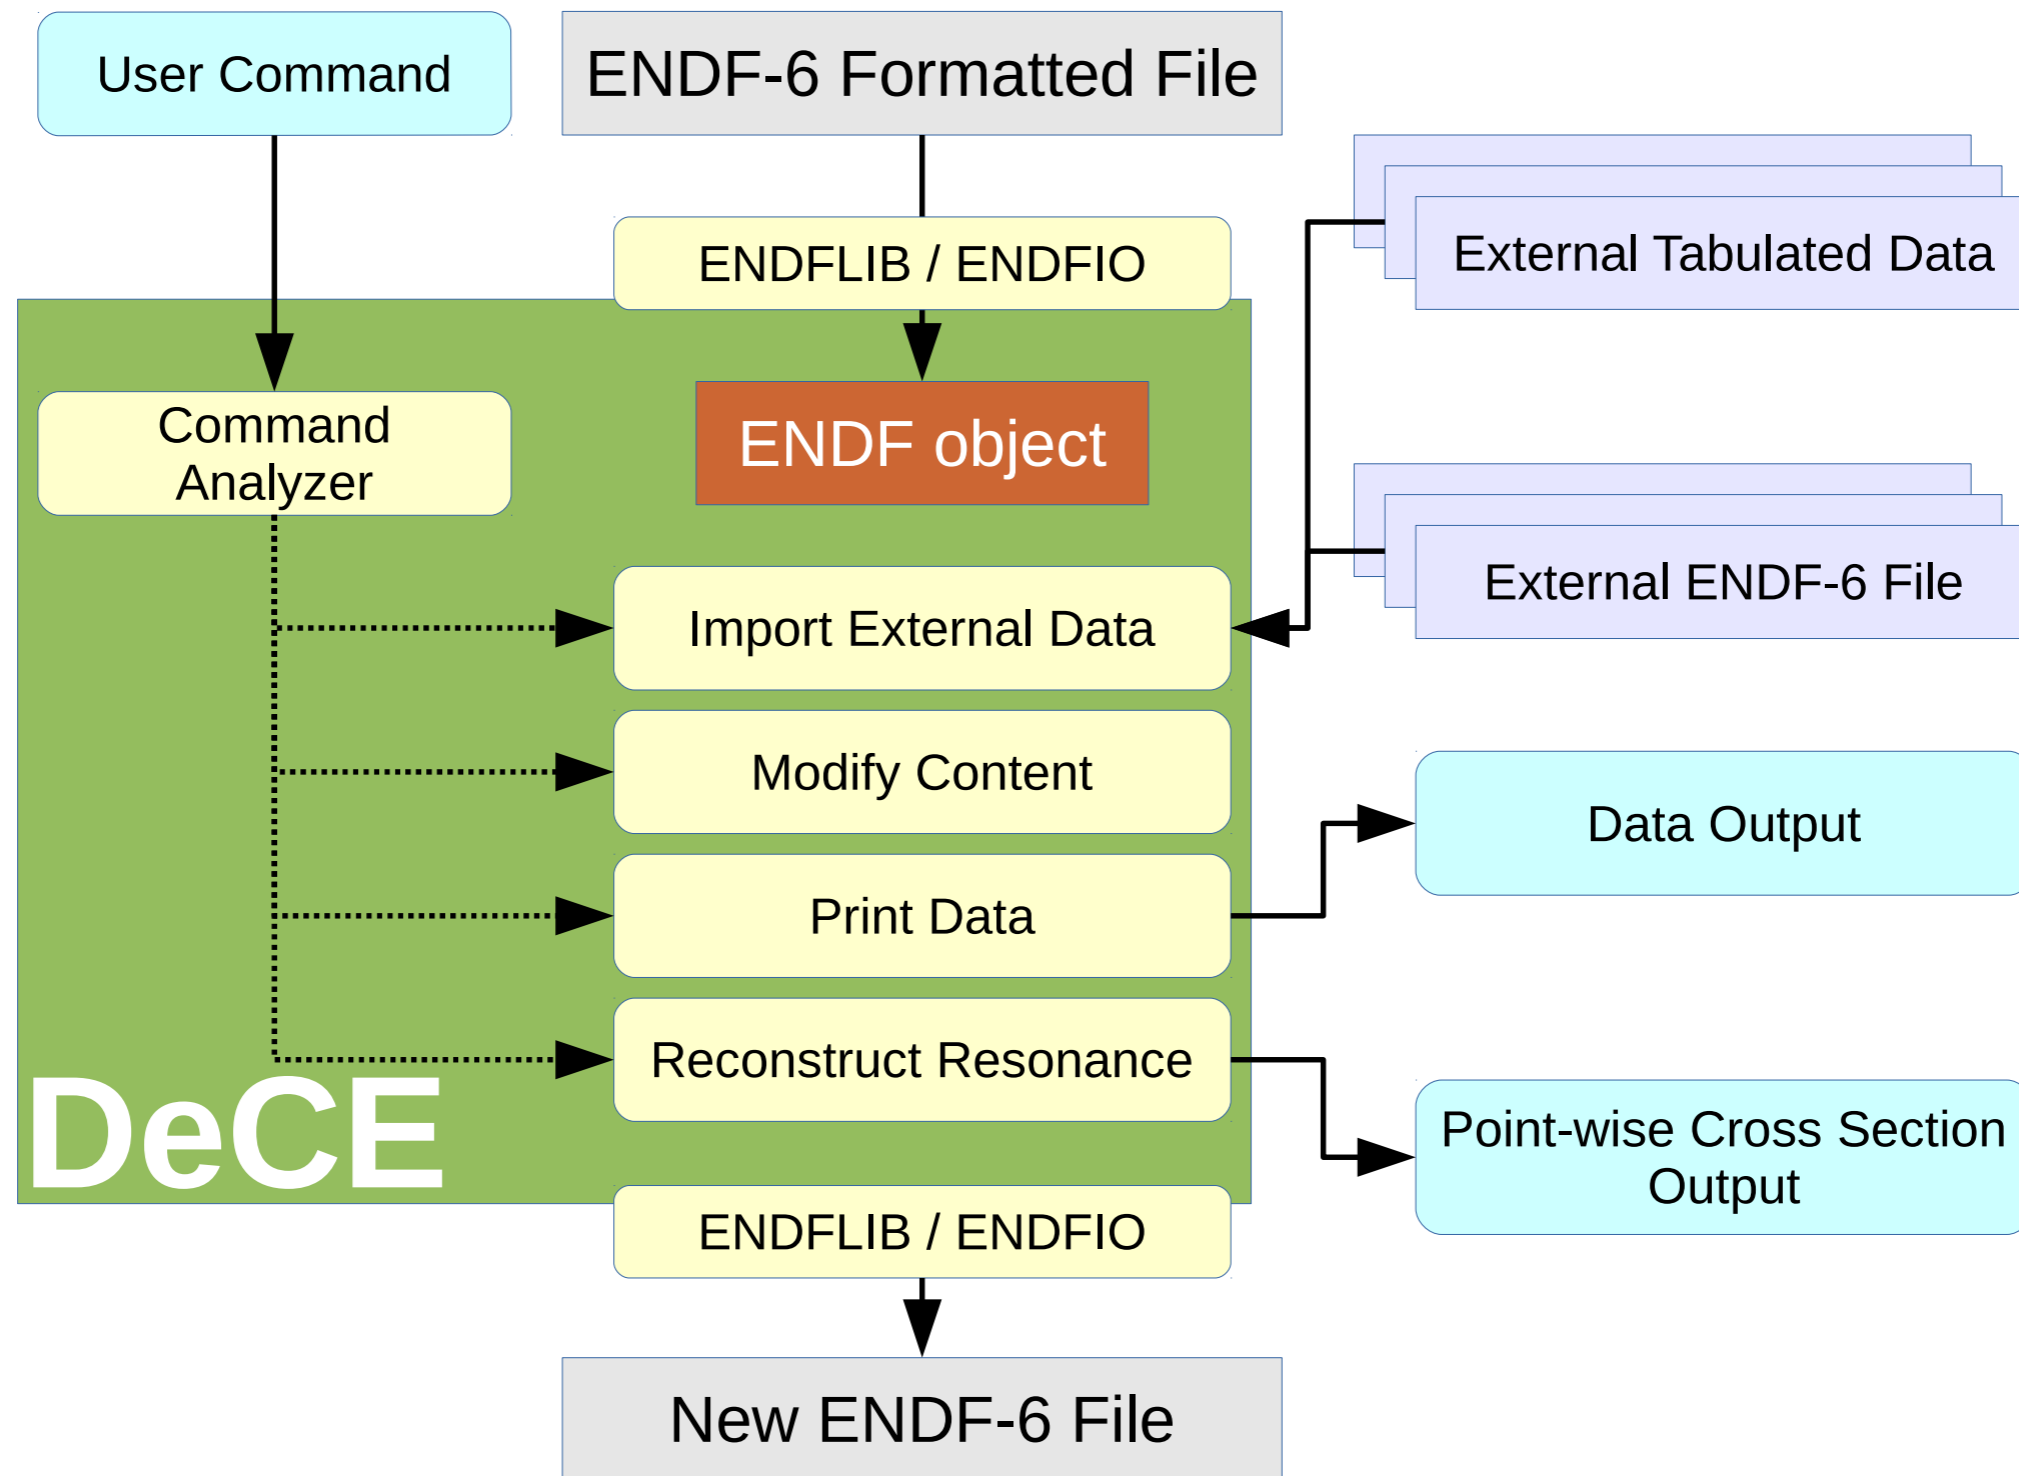 User Command
ENDF-6 Formatted File
ENDFLIB / ENDFIO
External Tabulated Data
Command
Analyzer
ENDF object
External ENDF-6 File
Import External Data
Modify Content
Data Output
Print Data
Reconstruct Resonance
Point-wise Cross Section
Output
DeCE
ENDFLIB / ENDFIO
New ENDF-6 File